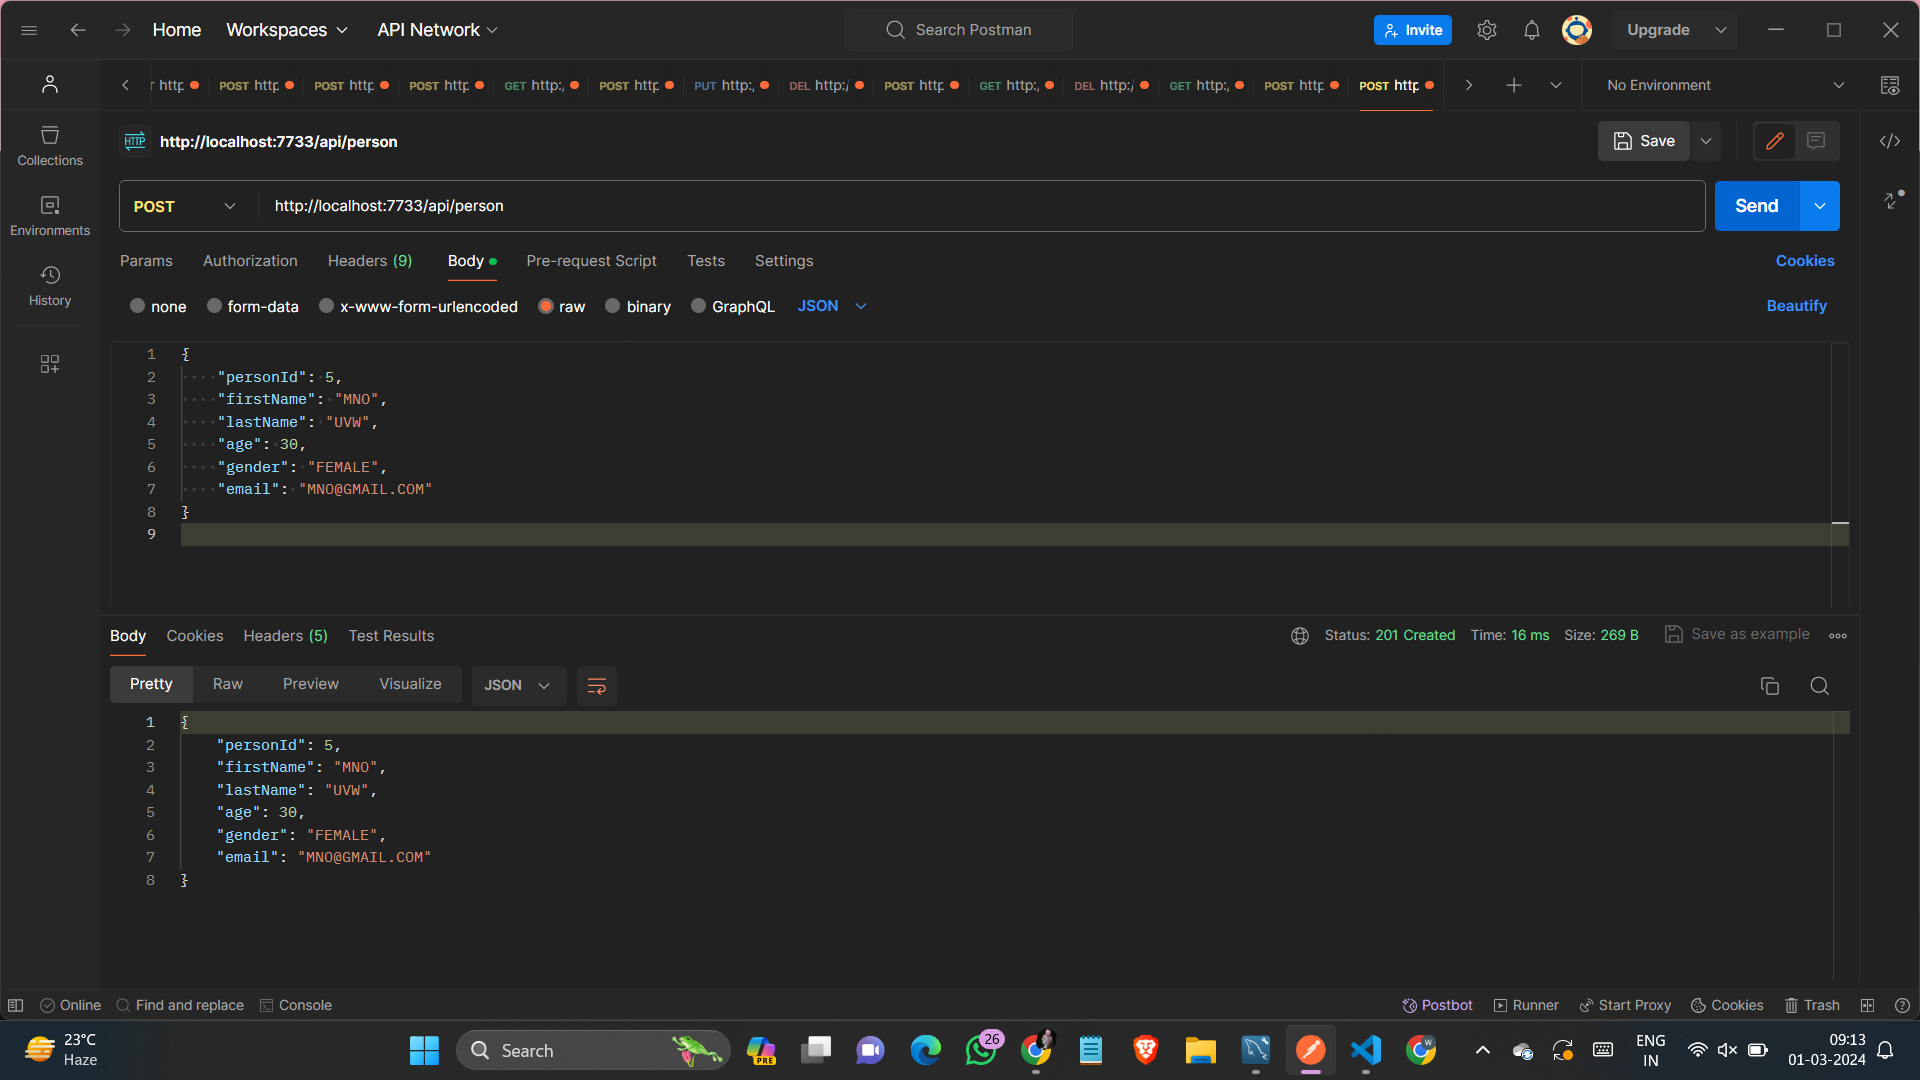 Home Workspaces API Network Search Postman Invite Upgrade
http POST http POST http POST http GET http:/ POST http PUT http: DEL http:/ POST http GET http:/ DEL http:/ GET http:/ POST http POST http No Environment
HTTP http://localhost:7733/api/person Save
Collections
Environments
History
POST http://localhost:7733/api/person Send
Params Authorization Headers (9) Body Pre-request Script Tests Settings Cookies
none form-data x-www-form-urlencoded raw binary GraphQL JSON Beautify
1 {
2 "personId": 5,
3 "firstName": "MNO",
4 "lastName": "UVW",
5 "age": 30,
6 "gender": "FEMALE",
7 "email": "MNO@GMAIL.COM"
8 }
9
Body Cookies Headers (5) Test Results Status: 201 Created Time: 16 ms Size: 269 B Save as example
Pretty Raw Preview Visualize JSON
1 {
2 "personId": 5,
3 "firstName": "MNO",
4 "lastName": "UVW",
5 "age": 30,
6 "gender": "FEMALE",
7 "email": "MNO@GMAIL.COM"
8 }
Online Find and replace Console Postbot Runner Start Proxy Cookies Trash
23°C
Haze
Search
PRE
26
W
ENG
IN
09:13
01-03-2024